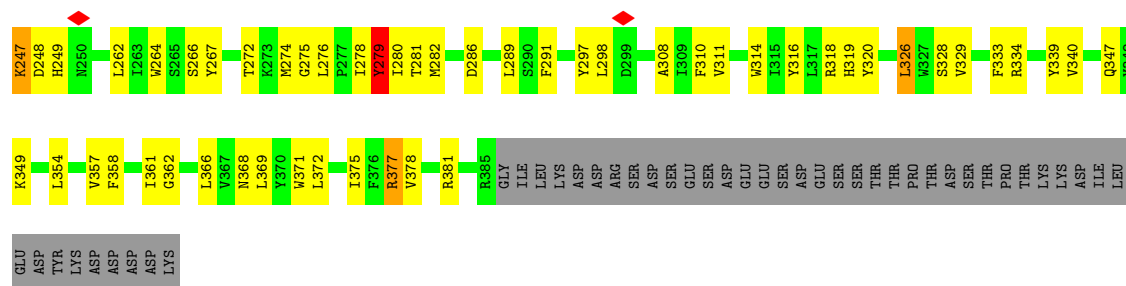 K247 D248 H249 N250 L262 I263 W264 S265 S266 Y267 T272 K273 M274 G275 L276 P277 I278 Y279 I280 T281 M282 D286 L289 S290 F291 Y297 L298 D299 A308 I309 F310 V311 W314 I315 Y316 L317 R318 H319 Y320 L326 W327 S328 V329 F333 R334 Y339 V340 Q347
K349 L354 V357 F358 I361 G362 L366 V367 N368 L369 Y370 W371 L372 I375 F376 R377 V378 R381 R385 GLY ILE LEU LYS ASP ASP ARG SER ASP SER GLU SER ASP GLU GLU SER ASP GLU SER SER THR THR PRO THR ASP SER THR PRO THR LYS LYS ASP ILE LEU
GLU ASP TYR LYS ASP ASP ASP ASP LYS